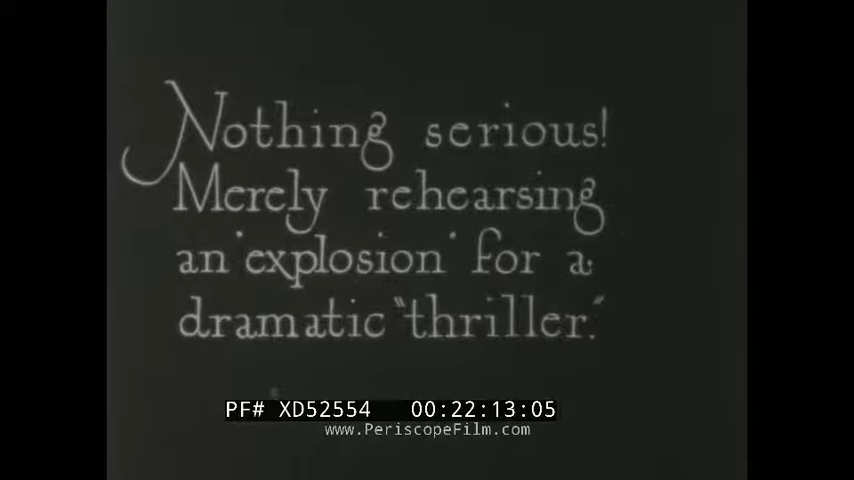 Nothing serious!
Merely rehearsing
an 'explosion' for a
dramatic "thriller."
PF# XD52554 00:22:13:05
www.PeriscopeFilm.com